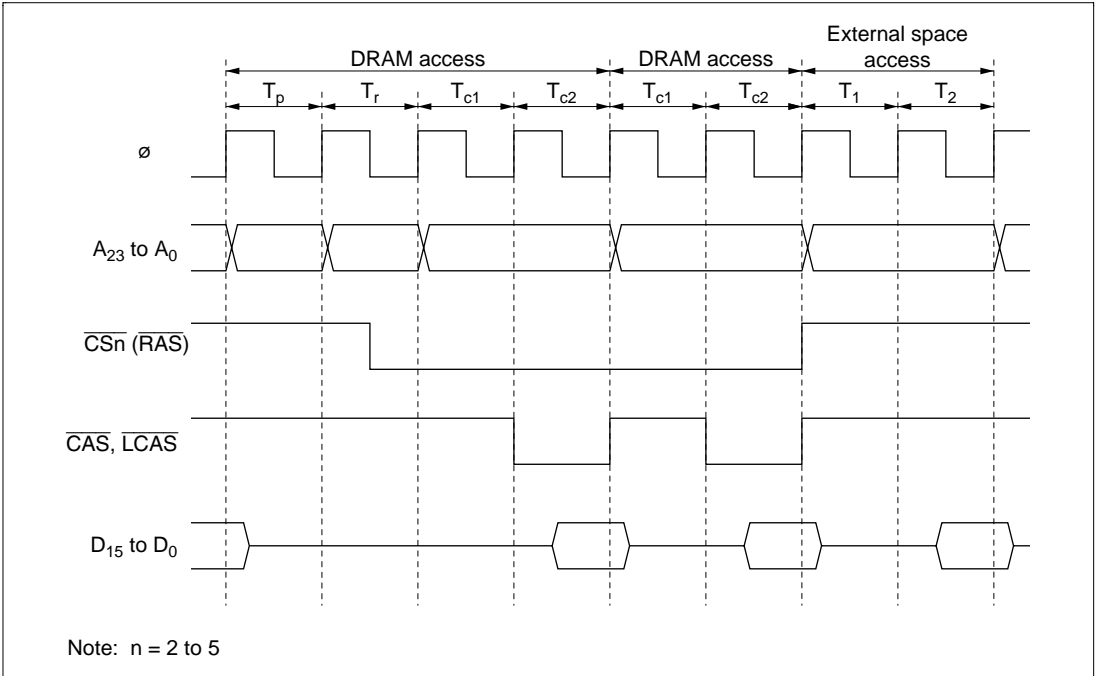 External space
DRAM access DRAM access access
Tp Tr Tc1 Tc2 Tc1 Tc2 T1 T2
ø
A23 to A0
CSn (RAS)
CAS, LCAS
D15 to D0
Note: n = 2 to 5